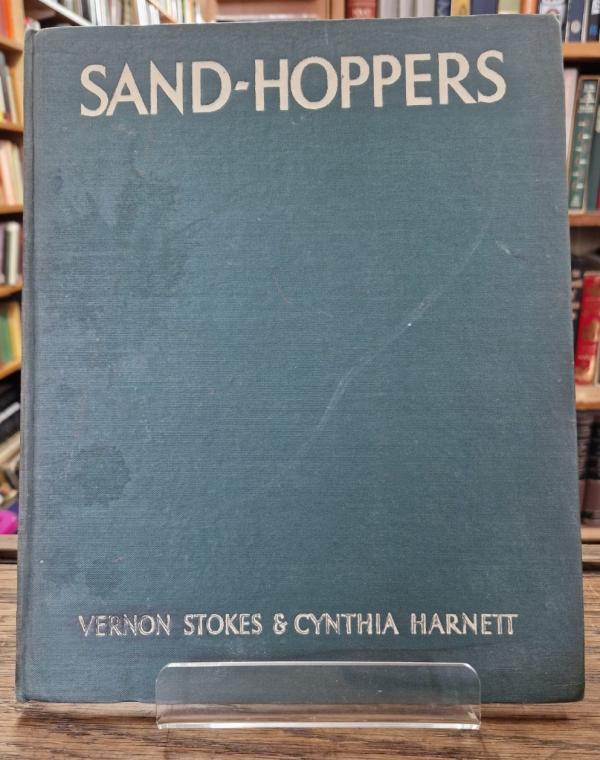 SAND-HOPPERS
VERNON STOKES & CYNTHIA HARNETT